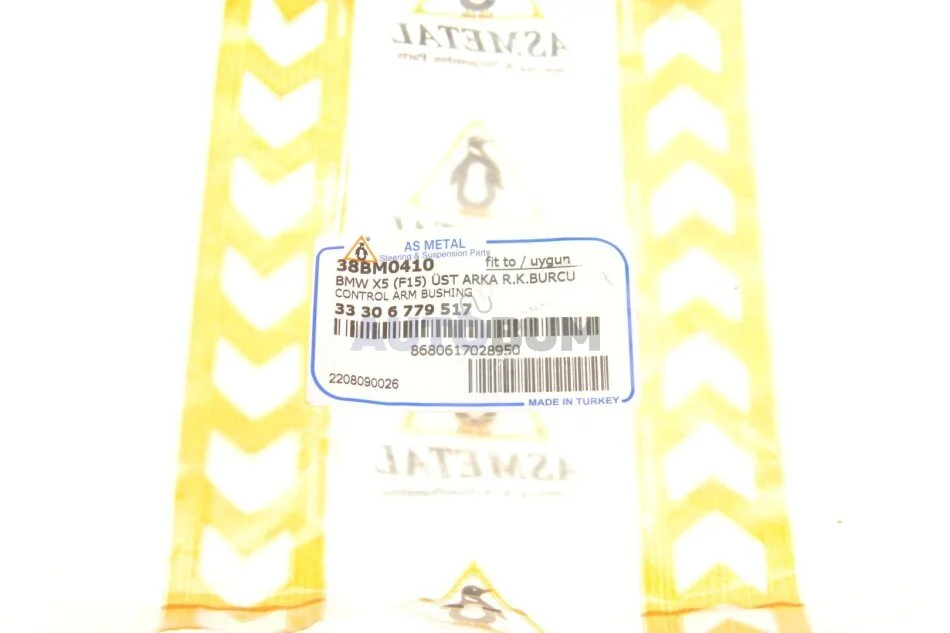 ASMETAL
AS METAL
Steering & Suspension Parts
38BM0410
fit to / uygun
BMW X5 (F15) ÜST ARKA R.K.BURCU
CONTROL ARM BUSHING
33 30 6 779 517
AUTODUM
8680617028950
2208090026
MADE IN TURKEY
ASMETAL